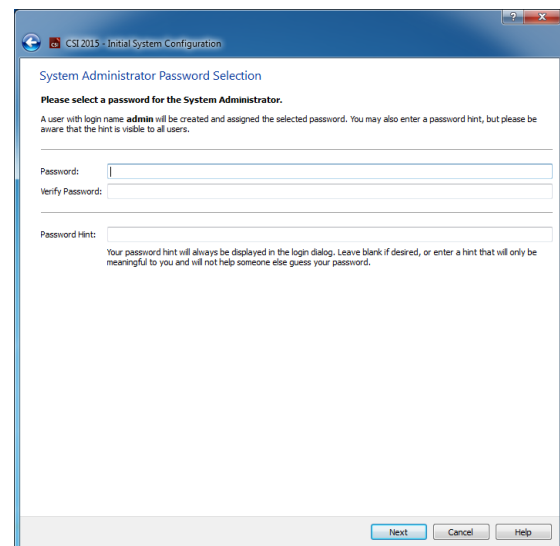 CSI 2015 - Initial System Configuration
System Administrator Password Selection
Please select a password for the System Administrator.
A user with login name admin will be created and assigned the selected password. You may also enter a password hint, but please be
aware that the hint is visible to all users.
Password:
Verify Password:
Password Hint:
Your password hint will always be displayed in the login dialog. Leave blank if desired, or enter a hint that will only be
meaningful to you and will not help someone else guess your password.
Next Cancel Help